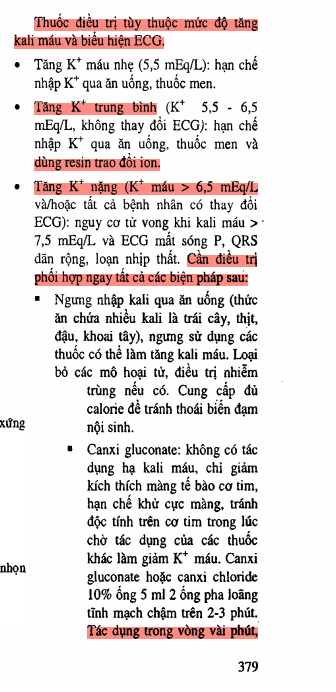 Thuốc điều trị tùy thuộc mức độ tăng
kali máu và biểu hiện ECG.
• Tăng K⁺ máu nhẹ (5,5 mEq/L): hạn chế
nhập K⁺ qua ăn uống, thuốc men.
• Tăng K⁺ trung bình (K⁺ 5,5 - 6,5
mEq/L, không thay đổi ECG): hạn chế
nhập K⁺ qua ăn uống, thuốc men và
dùng resin trao đổi ion.
• Tăng K⁺ nặng (K⁺ máu > 6,5 mEq/L
và/hoặc tất cả bệnh nhân có thay đổi
ECG): nguy cơ tử vong khi kali máu >
7,5 mEq/L và ECG mất sóng P, QRS
dãn rộng, loạn nhịp thất. Cần điều trị
phối hợp ngay tất cả các biện pháp sau:
▪ Ngưng nhập kali qua ăn uống (thức
ăn chứa nhiều kali là trái cây, thịt,
đậu, khoai tây), ngưng sử dụng các
thuốc có thể làm tăng kali máu. Loại
bỏ các mô hoại tử, điều trị nhiễm
trùng nếu có. Cung cấp đủ
calorie để tránh thoái biến đạm
nội sinh.
xứng
▪ Canxi gluconate: không có tác
dụng hạ kali máu, chỉ giảm
kích thích màng tế bào cơ tim,
hạn chế khử cực màng, tránh
độc tính trên cơ tim trong lúc
chờ tác dụng của các thuốc
khác làm giảm K⁺ máu. Canxi
nhọn
gluconate hoặc canxi chloride
10% ống 5 ml 2 ống pha loãng
tĩnh mạch chậm trên 2-3 phút.
Tác dụng trong vòng vài phút,
379